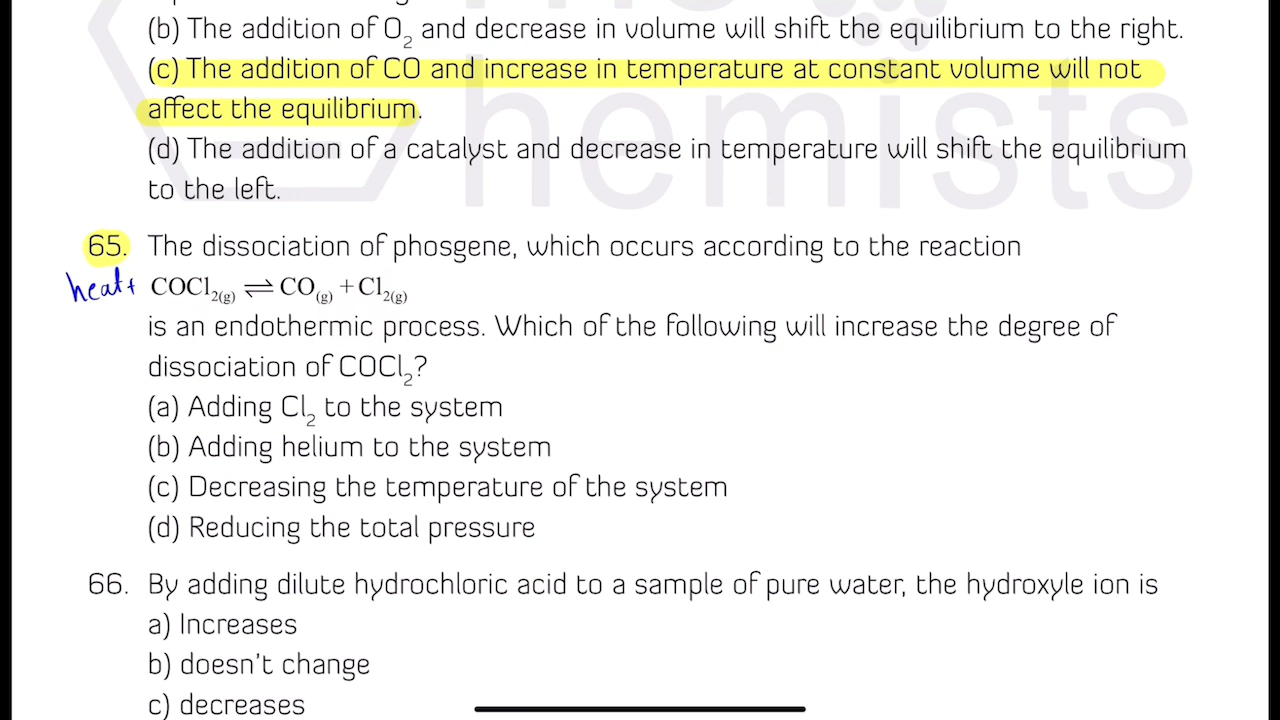 (b) The addition of O₂ and decrease in volume will shift the equilibrium to the right.
(c) The addition of CO and increase in temperature at constant volume will not
affect the equilibrium.
(d) The addition of a catalyst and decrease in temperature will shift the equilibrium
to the left.
hemists
65. The dissociation of phosgene, which occurs according to the reaction
heat+ COCl₂(g) ⇌ CO(g) + Cl₂(g)
is an endothermic process. Which of the following will increase the degree of
dissociation of COCl₂?
(a) Adding Cl₂ to the system
(b) Adding helium to the system
(c) Decreasing the temperature of the system
(d) Reducing the total pressure
66. By adding dilute hydrochloric acid to a sample of pure water, the hydroxyle ion is
a) Increases
b) doesn't change
c) decreases